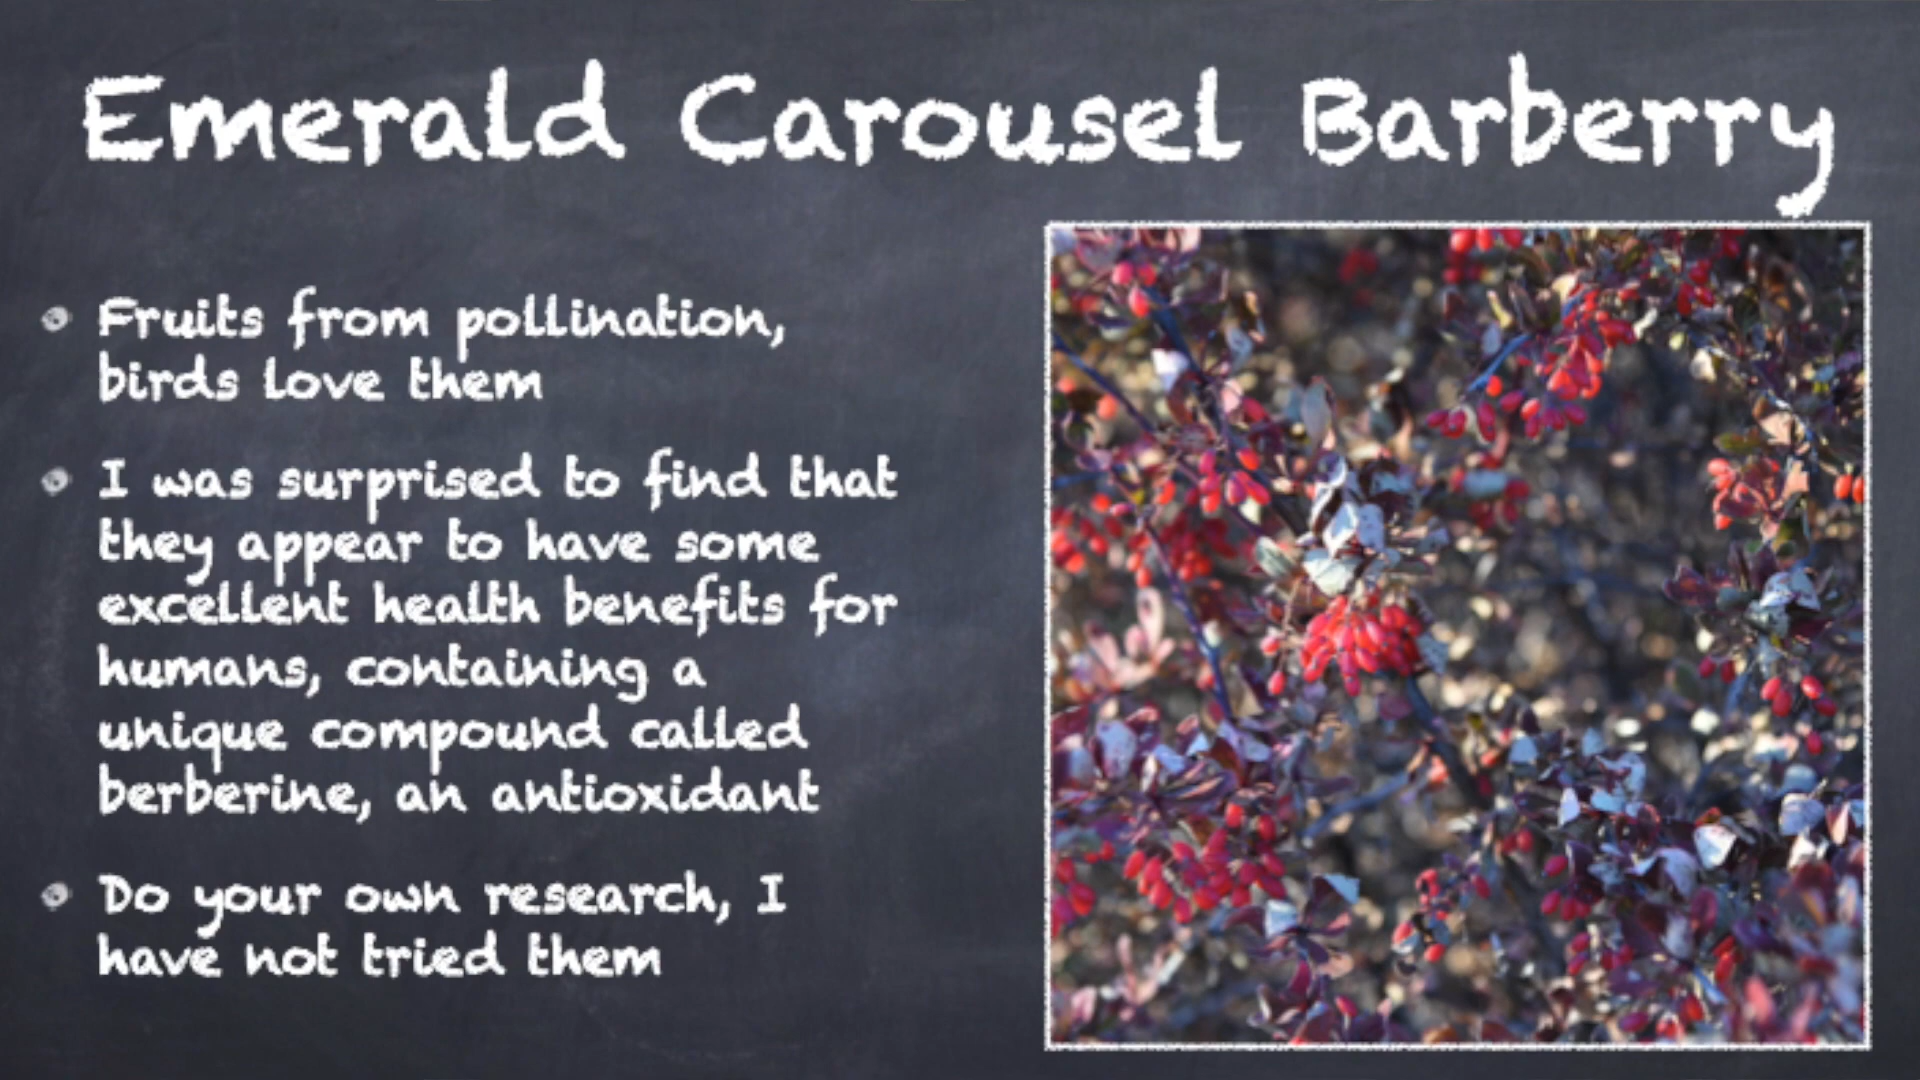 Emerald Carousel Barberry
Fruits from pollination,
birds love them
I was surprised to find that
they appear to have some
excellent health benefits for
humans, containing a
unique compound called
berberine, an antioxidant
Do your own research, I
have not tried them